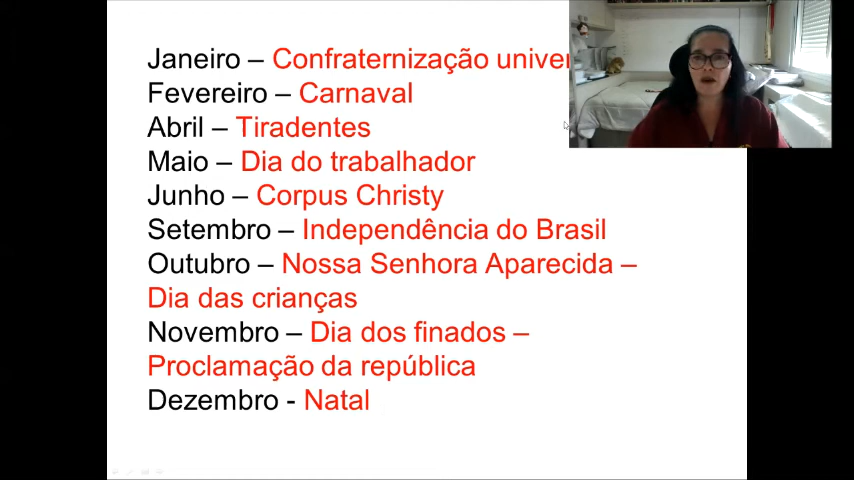 Janeiro – Confraternização
Fevereiro – Carnaval
Abril – Tiradentes
Maio – Dia do trabalhador
Junho – Corpus Christy
Setembro – Independência do Brasil
Outubro – Nossa Senhora Aparecida –
Dia das crianças
Novembro – Dia dos finados –
Proclamação da república
Dezembro - Natal